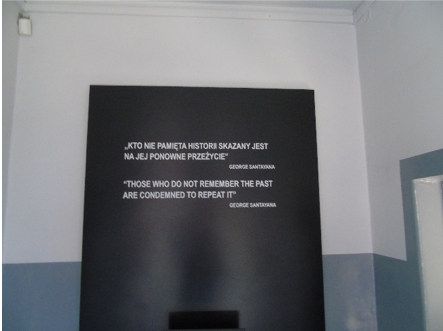 „KTO NIE PAMIĘTA HISTORII SKAZANY JEST
NA JEJ PONOWNE PRZEŻYCIE"
GEORGE SANTAYANA
"THOSE WHO DO NOT REMEMBER THE PAST
ARE CONDEMNED TO REPEAT IT"
GEORGE SANTAYANA